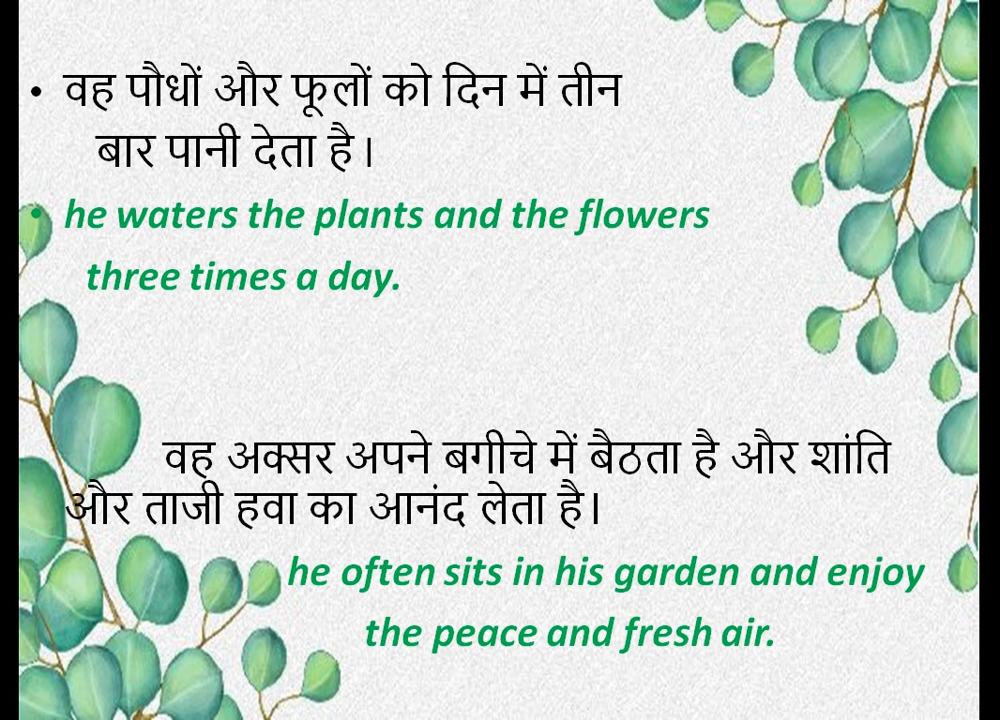 • वह पौधों और फूलों को दिन में तीन
बार पानी देता है।
• he waters the plants and the flowers
three times a day.
वह अक्सर अपने बगीचे में बैठता है और शांति
और ताजी हवा का आनंद लेता है।
he often sits in his garden and enjoy
the peace and fresh air.